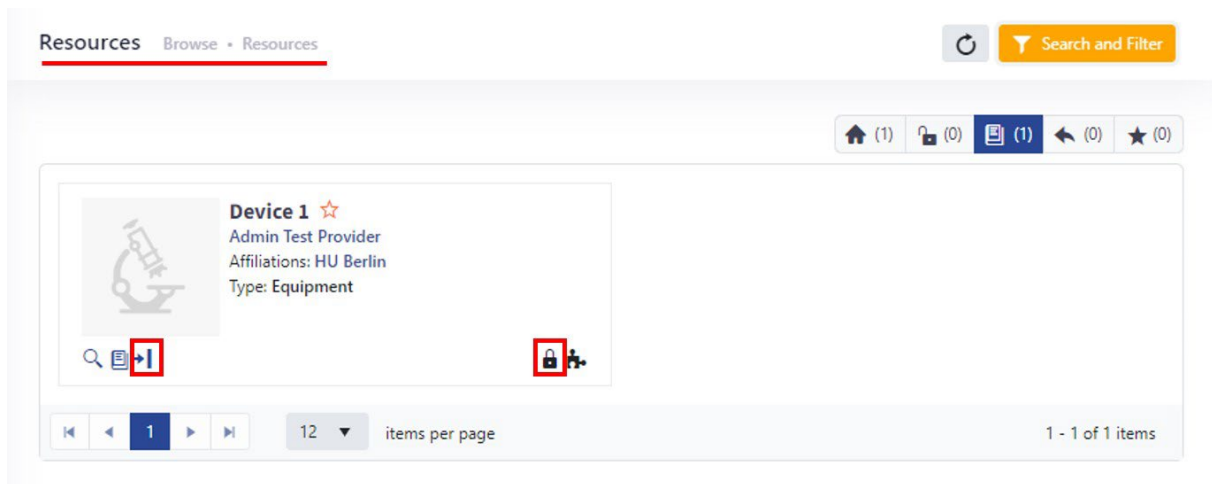 Resources Browse • Resources
Search and Filter
(1) (0) (1) (0) (0)
Device 1
Admin Test Provider
Affiliations: HU Berlin
Type: Equipment
1 12 items per page 1 - 1 of 1 items